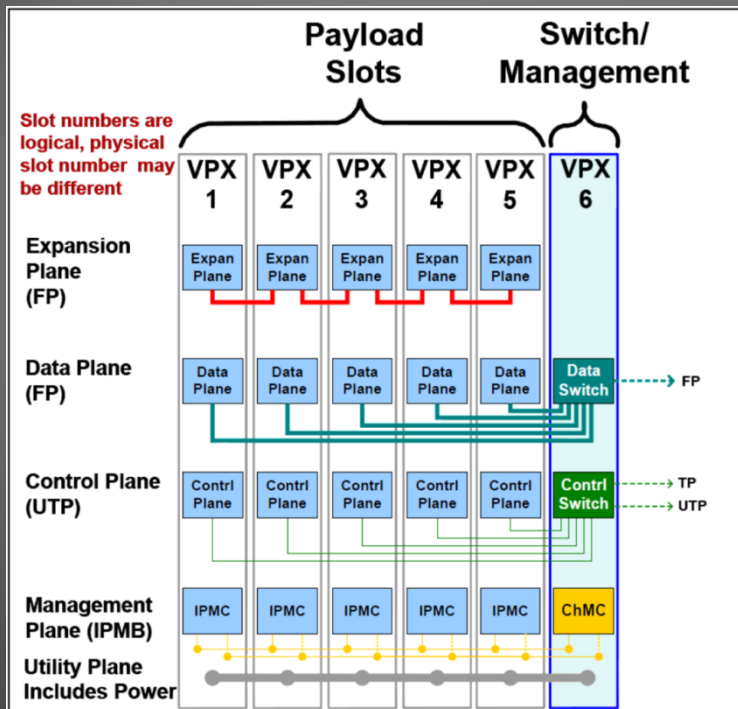 Payload
Slots
Switch/
Management
Slot numbers are
logical, physical
slot number may
be different
VPX
1
VPX
2
VPX
3
VPX
4
VPX
5
VPX
6
Expansion
Plane
(FP)
Expan
Plane
Expan
Plane
Expan
Plane
Expan
Plane
Expan
Plane
Data Plane
(FP)
Data
Plane
Data
Plane
Data
Plane
Data
Plane
Data
Plane
Data
Switch
FP
Control Plane
(UTP)
Contrl
Plane
Contrl
Plane
Contrl
Plane
Contrl
Plane
Contrl
Plane
Contrl
Switch
TP
UTP
Management
Plane (IPMB)
IPMC
IPMC
IPMC
IPMC
IPMC
ChMC
Utility Plane
Includes Power